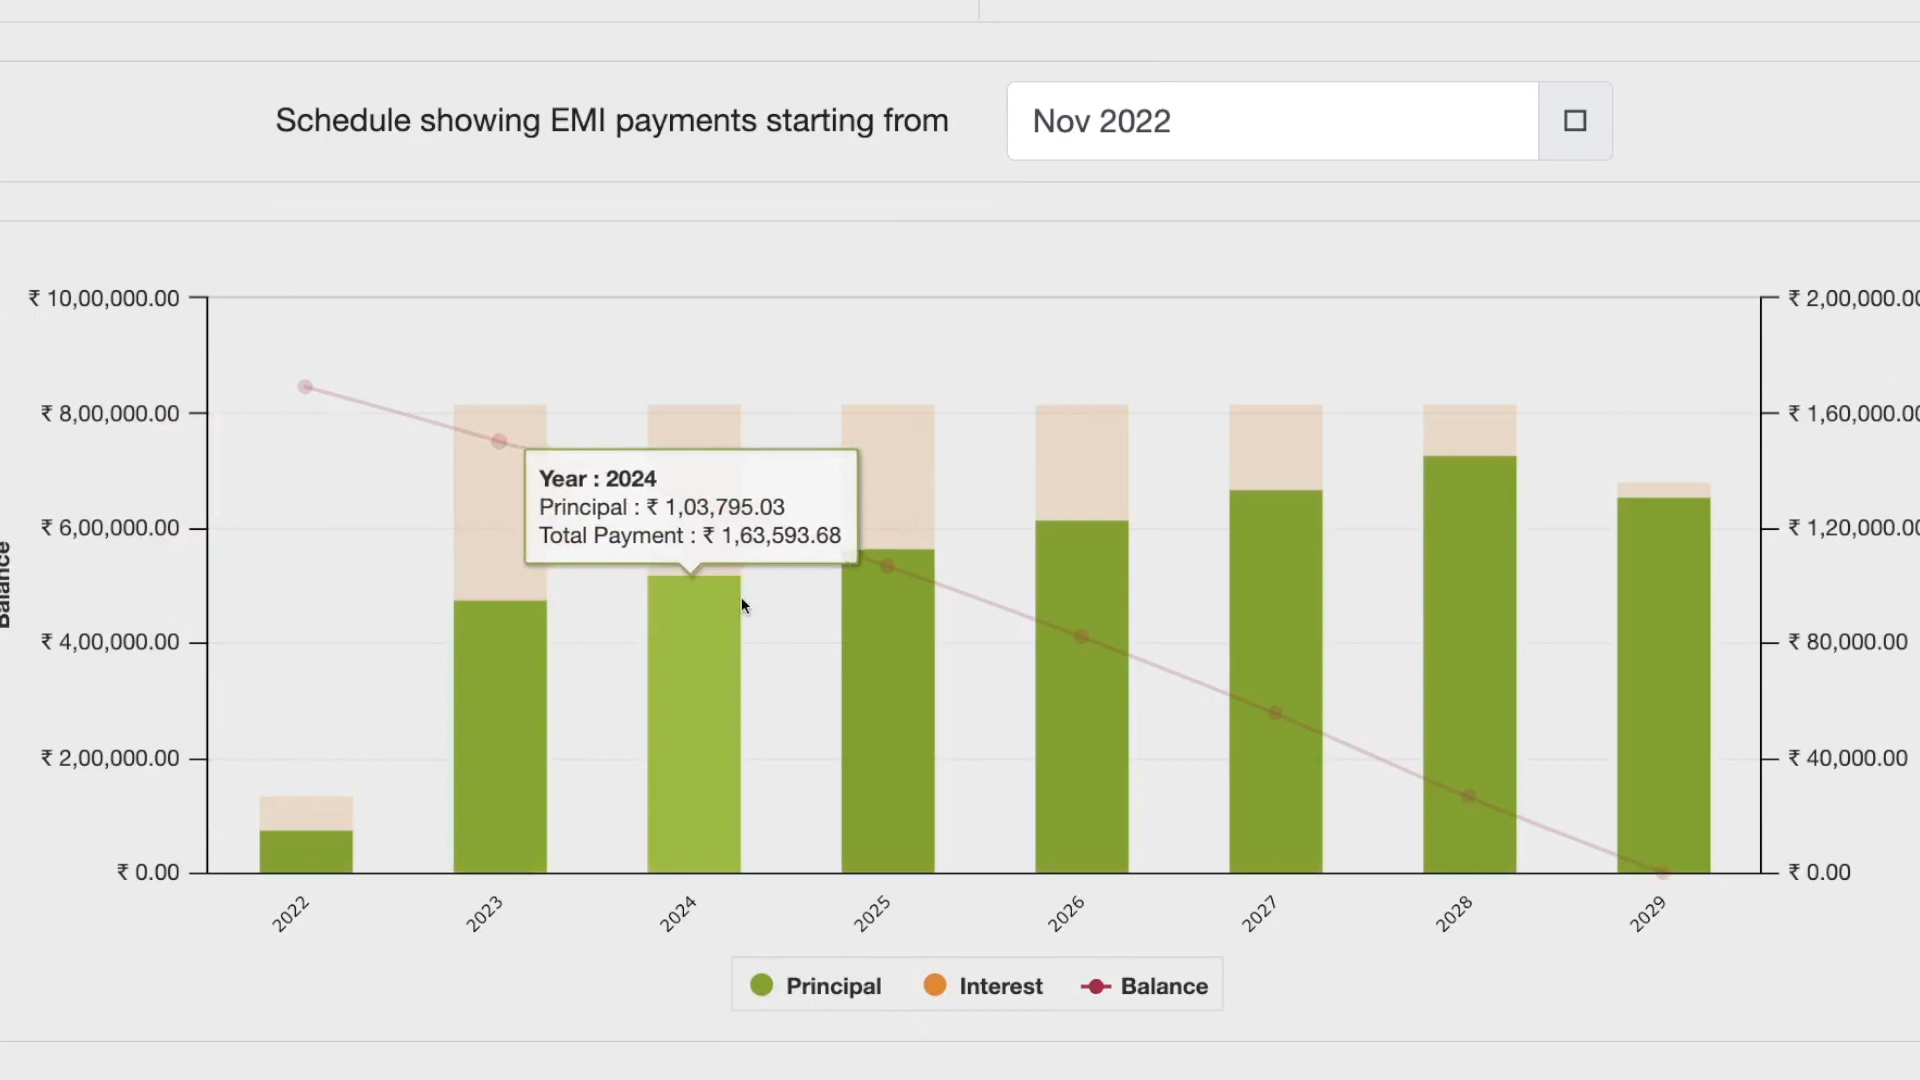 Schedule showing EMI payments starting from
Nov 2022
₹ 10,00,000.00
₹ 8,00,000.00
₹ 6,00,000.00
₹ 4,00,000.00
₹ 2,00,000.00
₹ 0.00
Balance
Year : 2024
Principal : ₹ 1,03,795.03
Total Payment : ₹ 1,63,593.68
₹ 2,00,000.00
₹ 1,60,000.00
₹ 1,20,000.00
₹ 80,000.00
₹ 40,000.00
₹ 0.00
2022
2023
2024
2025
2026
2027
2028
2029
Principal
Interest
Balance